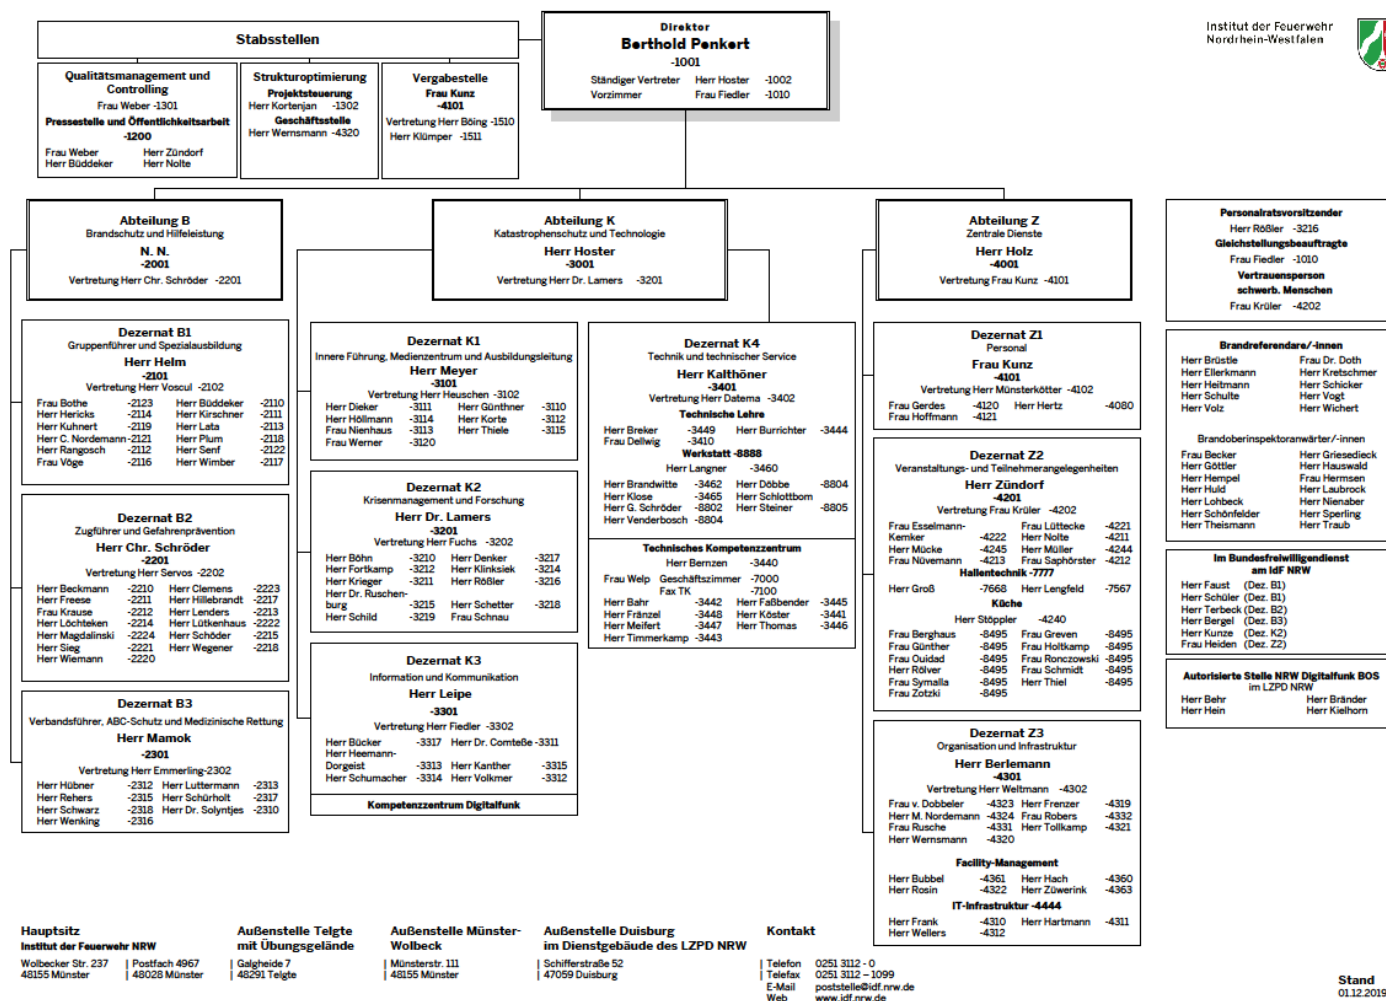 Institut der Feuerwehr
Nordrhein-Westfalen
Direktor
Berthold Penkert
-1001
Ständiger Vertreter Herr Hoster -1002
Vorzimmer Frau Fiedler -1010
Stabsstellen
Qualitätsmanagement und
Controlling
Frau Weber -1301
Pressestelle und Öffentlichkeitsarbeit
-1200
Frau Weber Herr Zündorf
Herr Büddeker Herr Nolte
Strukturoptimierung
Projektsteuerung
Herr Kortenjan -1302
Geschäftsstelle
Herr Wernsmann -4320
Vergabestelle
Frau Kunz
-4101
Vertretung Herr Böing -1510
Herr Klümper -1511
Abteilung B
Brandschutz und Hilfeleistung
N. N.
-2001
Vertretung Herr Chr. Schröder -2201
Dezernat B1
Gruppenführer und Spezialausbildung
Herr Helm
-2101
Vertretung Herr Voscul -2102
Frau Bothe -2123 Herr Büddeker -2110
Herr Hericks -2114 Herr Kirschner -2111
Herr Kuhnert -2119 Herr Lata -2113
Herr C. Nordemann -2121 Herr Plum -2118
Herr Rangosch -2112 Herr Senf -2122
Frau Vöge -2116 Herr Wimber -2117
Dezernat B2
Zugführer und Gefahrenprävention
Herr Chr. Schröder
-2201
Vertretung Herr Servos -2202
Herr Beckmann -2210 Herr Clemens -2223
Herr Freese -2211 Herr Hillebrandt -2217
Frau Krause -2212 Herr Lenders -2213
Herr Löchteken -2214 Herr Lütkenhaus -2222
Herr Magdalinski -2224 Herr Schöder -2215
Herr Sieg -2221 Herr Wegener -2218
Herr Wiemann -2220
Dezernat B3
Verbandsführer, ABC-Schutz und Medizinische Rettung
Herr Mamok
-2301
Vertretung Herr Emmerling-2302
Herr Hübner -2312 Herr Luttermann -2313
Herr Rehers -2315 Herr Schürholt -2317
Herr Schwarz -2318 Herr Dr. Solyntjes -2310
Herr Wenking -2316
Abteilung K
Katastrophenschutz und Technologie
Herr Hoster
-3001
Vertretung Herr Dr. Lamers -3201
Dezernat K1
Innere Führung, Medienzentrum und Ausbildungsleitung
Herr Meyer
-3101
Vertretung Herr Heuschen -3102
Herr Dieker -3111 Herr Günthner -3110
Herr Höllmann -3114 Herr Korte -3112
Frau Nienhaus -3113 Herr Thiele -3115
Frau Werner -3120
Dezernat K2
Krisenmanagement und Forschung
Herr Dr. Lamers
-3201
Vertretung Herr Fuchs -3202
Herr Böhn -3210 Herr Denker -3217
Herr Fortkamp -3212 Herr Klinksiek -3214
Herr Krieger -3211 Herr Rößler -3216
Herr Dr. Ruschen-
burg -3215 Herr Schetter -3218
Herr Schild -3219 Frau Schnau
Dezernat K3
Information und Kommunikation
Herr Leipe
-3301
Vertretung Herr Fiedler -3302
Herr Bücker -3317 Herr Dr. Comteße -3311
Herr Heemann-
Dorgeist -3313 Herr Kanther -3315
Herr Schumacher -3314 Herr Volkmer -3312
Kompetenzzentrum Digitalfunk
Dezernat K4
Technik und technischer Service
Herr Kalthöner
-3401
Vertretung Herr Datema -3402
Technische Lehre
Herr Breker -3449 Herr Burrichter -3444
Frau Dellwig -3410
Werkstatt -8888
Herr Langner -3460
Herr Brandwitte -3462 Herr Döbbe -8804
Herr Klose -3465 Herr Schlottbom
Herr G. Schröder -8802 Herr Steiner -8805
Herr Venderbosch -8804
Technisches Kompetenzzentrum
Herr Bernzen -3440
Frau Welp Geschäftszimmer -7000
Fax TK -7100
Herr Bahr -3442 Herr Faßbender -3445
Herr Fränzel -3448 Herr Köster -3441
Herr Meifert -3447 Herr Thomas -3446
Herr Timmerkamp -3443
Abteilung Z
Zentrale Dienste
Herr Holz
-4001
Vertretung Frau Kunz -4101
Dezernat Z1
Personal
Frau Kunz
-4101
Vertretung Herr Münsterkötter -4102
Frau Gerdes -4120 Herr Hertz -4080
Frau Hoffmann -4121
Dezernat Z2
Veranstaltungs- und Teilnehmerangelegenheiten
Herr Zündorf
-4201
Vertretung Frau Krüler -4202
Frau Esselmann- Frau Lüttecke -4221
Kemker -4222 Herr Nolte -4211
Herr Mücke -4245 Herr Müller -4244
Frau Nüvemann -4213 Frau Saphörster -4212
Hallentechnik -7777
Herr Groß -7668 Herr Lengfeld -7567
Küche
Herr Stöppler -4240
Frau Berghaus -8495 Frau Greven -8495
Frau Günther -8495 Frau Holtkamp -8495
Frau Ouidad -8495 Frau Ronczowski -8495
Herr Rölver -8495 Frau Schmidt -8495
Frau Symalla -8495 Herr Thiel -8495
Frau Zotzki -8495
Dezernat Z3
Organisation und Infrastruktur
Herr Berlemann
-4301
Vertretung Herr Weltmann -4302
Frau v. Dobbeler -4323 Herr Frenzer -4319
Herr M. Nordemann -4324 Frau Robers -4332
Frau Rusche -4331 Herr Tollkamp -4321
Herr Wernsmann -4320
Facility-Management
Herr Bubbel -4361 Herr Hach -4360
Herr Rosin -4322 Herr Züwerink -4363
IT-Infrastruktur -4444
Herr Frank -4310 Herr Hartmann -4311
Herr Wellers -4312
Personalratsvorsitzender
Herr Rößler -3216
Gleichstellungsbeauftragte
Frau Fiedler -1010
Vertrauensperson
schwerb. Menschen
Frau Krüler -4202
Brandreferendare/-innen
Herr Brüstle Frau Dr. Doth
Herr Ellerkmann Herr Kretschmer
Herr Heitmann Herr Schicker
Herr Schulte Herr Vogt
Herr Volz Herr Wichert
Brandoberinspektoranwärter/-innen
Frau Becker Herr Griesedieck
Herr Göttler Herr Hauswald
Herr Hempel Frau Hermsen
Herr Huld Herr Laubrock
Herr Lohbeck Herr Nienaber
Herr Schönfelder Herr Sperling
Herr Theismann Herr Traub
Im Bundesfreiwilligendienst
am IdF NRW
Herr Faust (Dez. B1)
Herr Schüler (Dez. B1)
Herr Terbeck (Dez. B2)
Herr Bergel (Dez. B3)
Herr Kunze (Dez. K2)
Frau Heiden (Dez. Z2)
Autorisierte Stelle NRW Digitalfunk BOS
im LZPD NRW
Herr Behr Herr Bränder
Herr Hein Herr Kielhorn
Hauptsitz
Institut der Feuerwehr NRW
Wolbecker Str. 237 | Postfach 4967
48155 Münster | 48028 Münster
Außenstelle Telgte
mit Übungsgelände
| Galgheide 7
| 48291 Telgte
Außenstelle Münster-
Wolbeck
| Münsterstr. 111
| 48155 Münster
Außenstelle Duisburg
im Dienstgebäude des LZPD NRW
| Schifferstraße 52
| 47059 Duisburg
Kontakt
| Telefon 0251 3112 - 0
| Telefax 0251 3112 – 1099
E-Mail poststelle@idf.nrw.de
Web www.idf.nrw.de
Stand
01.12.2019